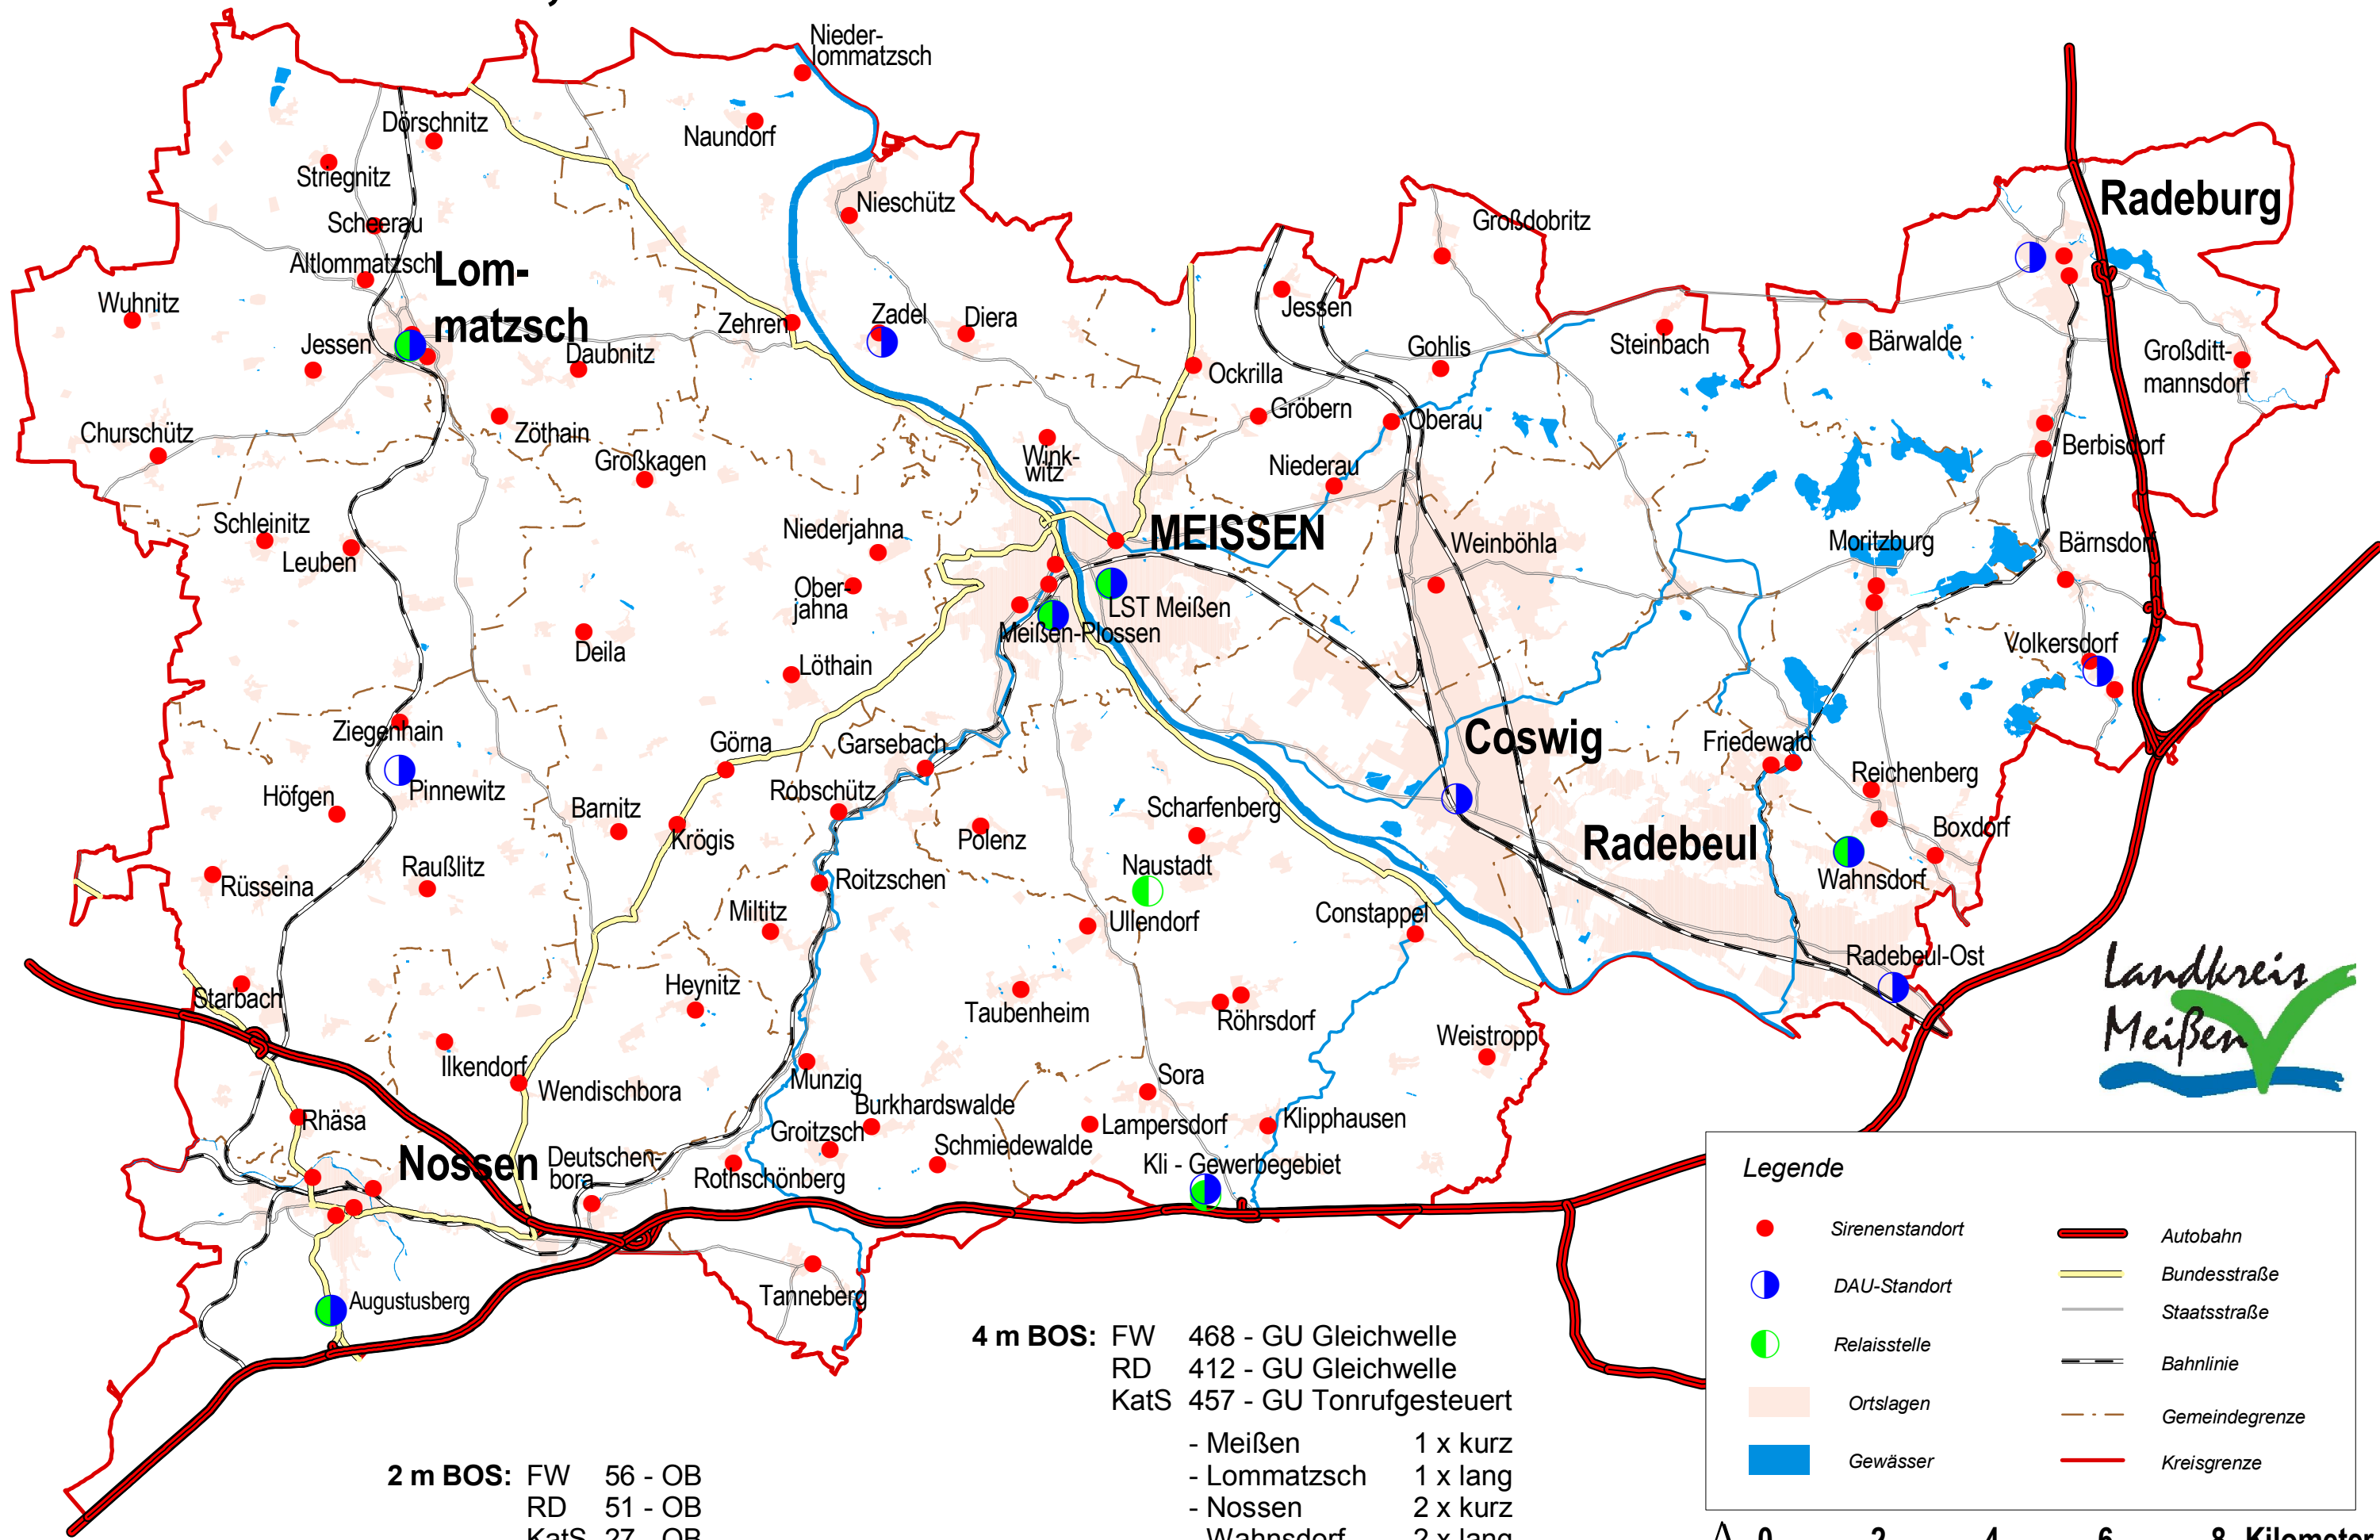 Nieder-
lommatzsch
Dörschnitz
Naundorf
Striegnitz
Nieschütz
Radeburg
Scheerau
Großdobritz
Altlommatzsch
Lom-
matzsch
Wuhnitz
Zehren
Zadel
Diera
Jessen
Jessen
Daubnitz
Gohlis
Steinbach
Bärwalde
Großditt-
mannsdorf
Ockrilla
Gröbern
Oberau
Churschütz
Zöthain
Großkagen
Wink-
witz
Niederau
Berbisdorf
Schleinitz
Leuben
Niederjahna
MEISSEN
Weinböhla
Moritzburg
Bärnsdorf
Ober-
jahna
LST Meißen
Meißen-Plossen
Deila
Löthain
Volkersdorf
Ziegenhain
Görna
Garsebach
Coswig
Friedewald
Pinnewitz
Höfgen
Barnitz
Robschütz
Scharfenberg
Reichenberg
Krögis
Polenz
Radebeul
Boxdorf
Raußlitz
Rüsseina
Roitzschen
Naustadt
Wahnsdorf
Miltitz
Ullendorf
Constappel
Radebeul-Ost
Starbach
Heynitz
Taubenheim
Röhrsdorf
Weistropp
Landkreis
Meißen
Ilkendorf
Wendischbora
Munzig
Sora
Rhäsa
Burkhardswalde
Groitzsch
Lampersdorf
Klipphausen
Schmiedewalde
Nossen
Deutschen-
bora
Rothschönberg
Kli - Gewerbegebiet
Augustusberg
Tanneberg
4 m BOS: FW 468 - GU Gleichwelle
RD 412 - GU Gleichwelle
KatS 457 - GU Tonrufgesteuert
- Meißen 1 x kurz
- Lommatzsch 1 x lang
- Nossen 2 x kurz
- Wahnsdorf 2 x lang
2 m BOS: FW 56 - OB
RD 51 - OB
KatS 27 - OB
Legende
Sirenenstandort
DAU-Standort
Relaisstelle
Ortslagen
Gewässer
Autobahn
Bundesstraße
Staatsstraße
Bahnlinie
Gemeindegrenze
Kreisgrenze
0 2 4 6 8 Kilometer